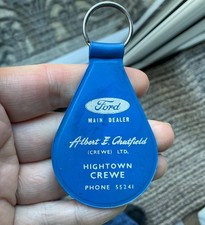 Ford
MAIN DEALER
Albert E. Chatfield
(CREWE) LTD.
HIGHTOWN
CREWE
PHONE 55241